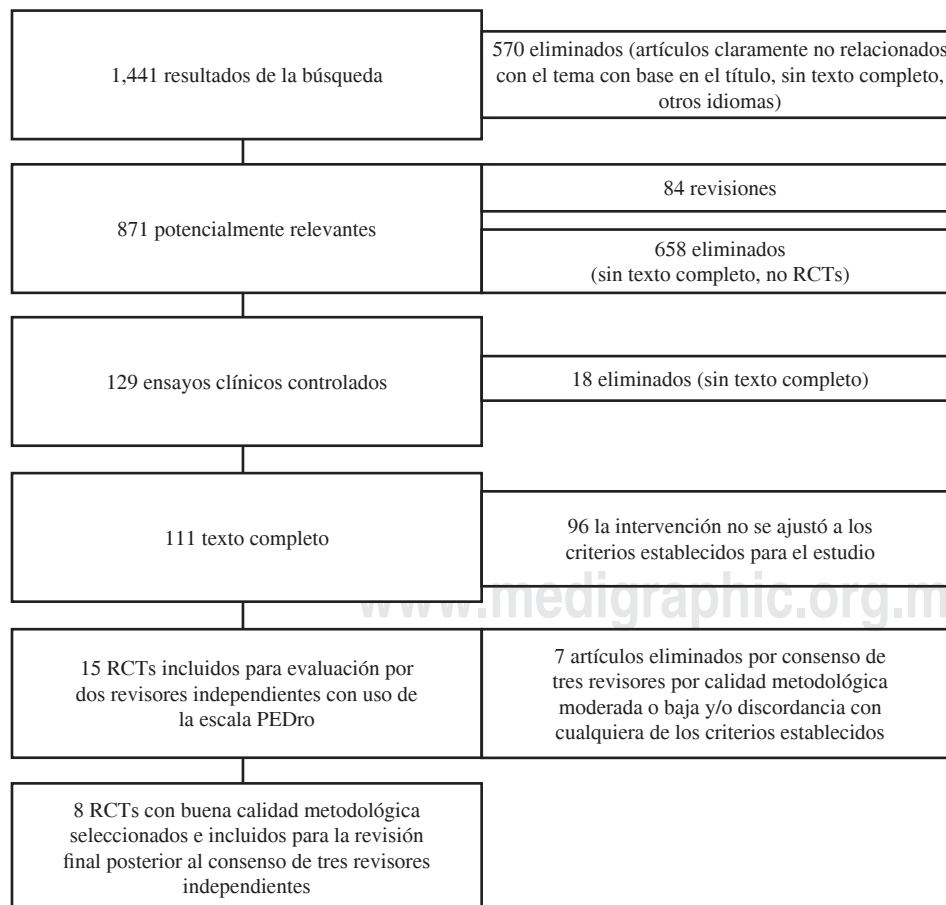 1,441 resultados de la búsqueda
570 eliminados (artículos claramente no relacionados
con el tema con base en el título, sin texto completo,
otros idiomas)
871 potencialmente relevantes
84 revisiones
658 eliminados
(sin texto completo, no RCTs)
129 ensayos clínicos controlados
18 eliminados (sin texto completo)
111 texto completo
96 la intervención no se ajustó a los
criterios establecidos para el estudio
www.medigraphic.org.m
15 RCTs incluidos para evaluación por
dos revisores independientes con uso de
la escala PEDro
7 artículos eliminados por consenso de
tres revisores por calidad metodológica
moderada o baja y/o discordancia con
cualquiera de los criterios establecidos
8 RCTs con buena calidad metodológica
seleccionados e incluidos para la revisión
final posterior al consenso de tres revisores
independientes